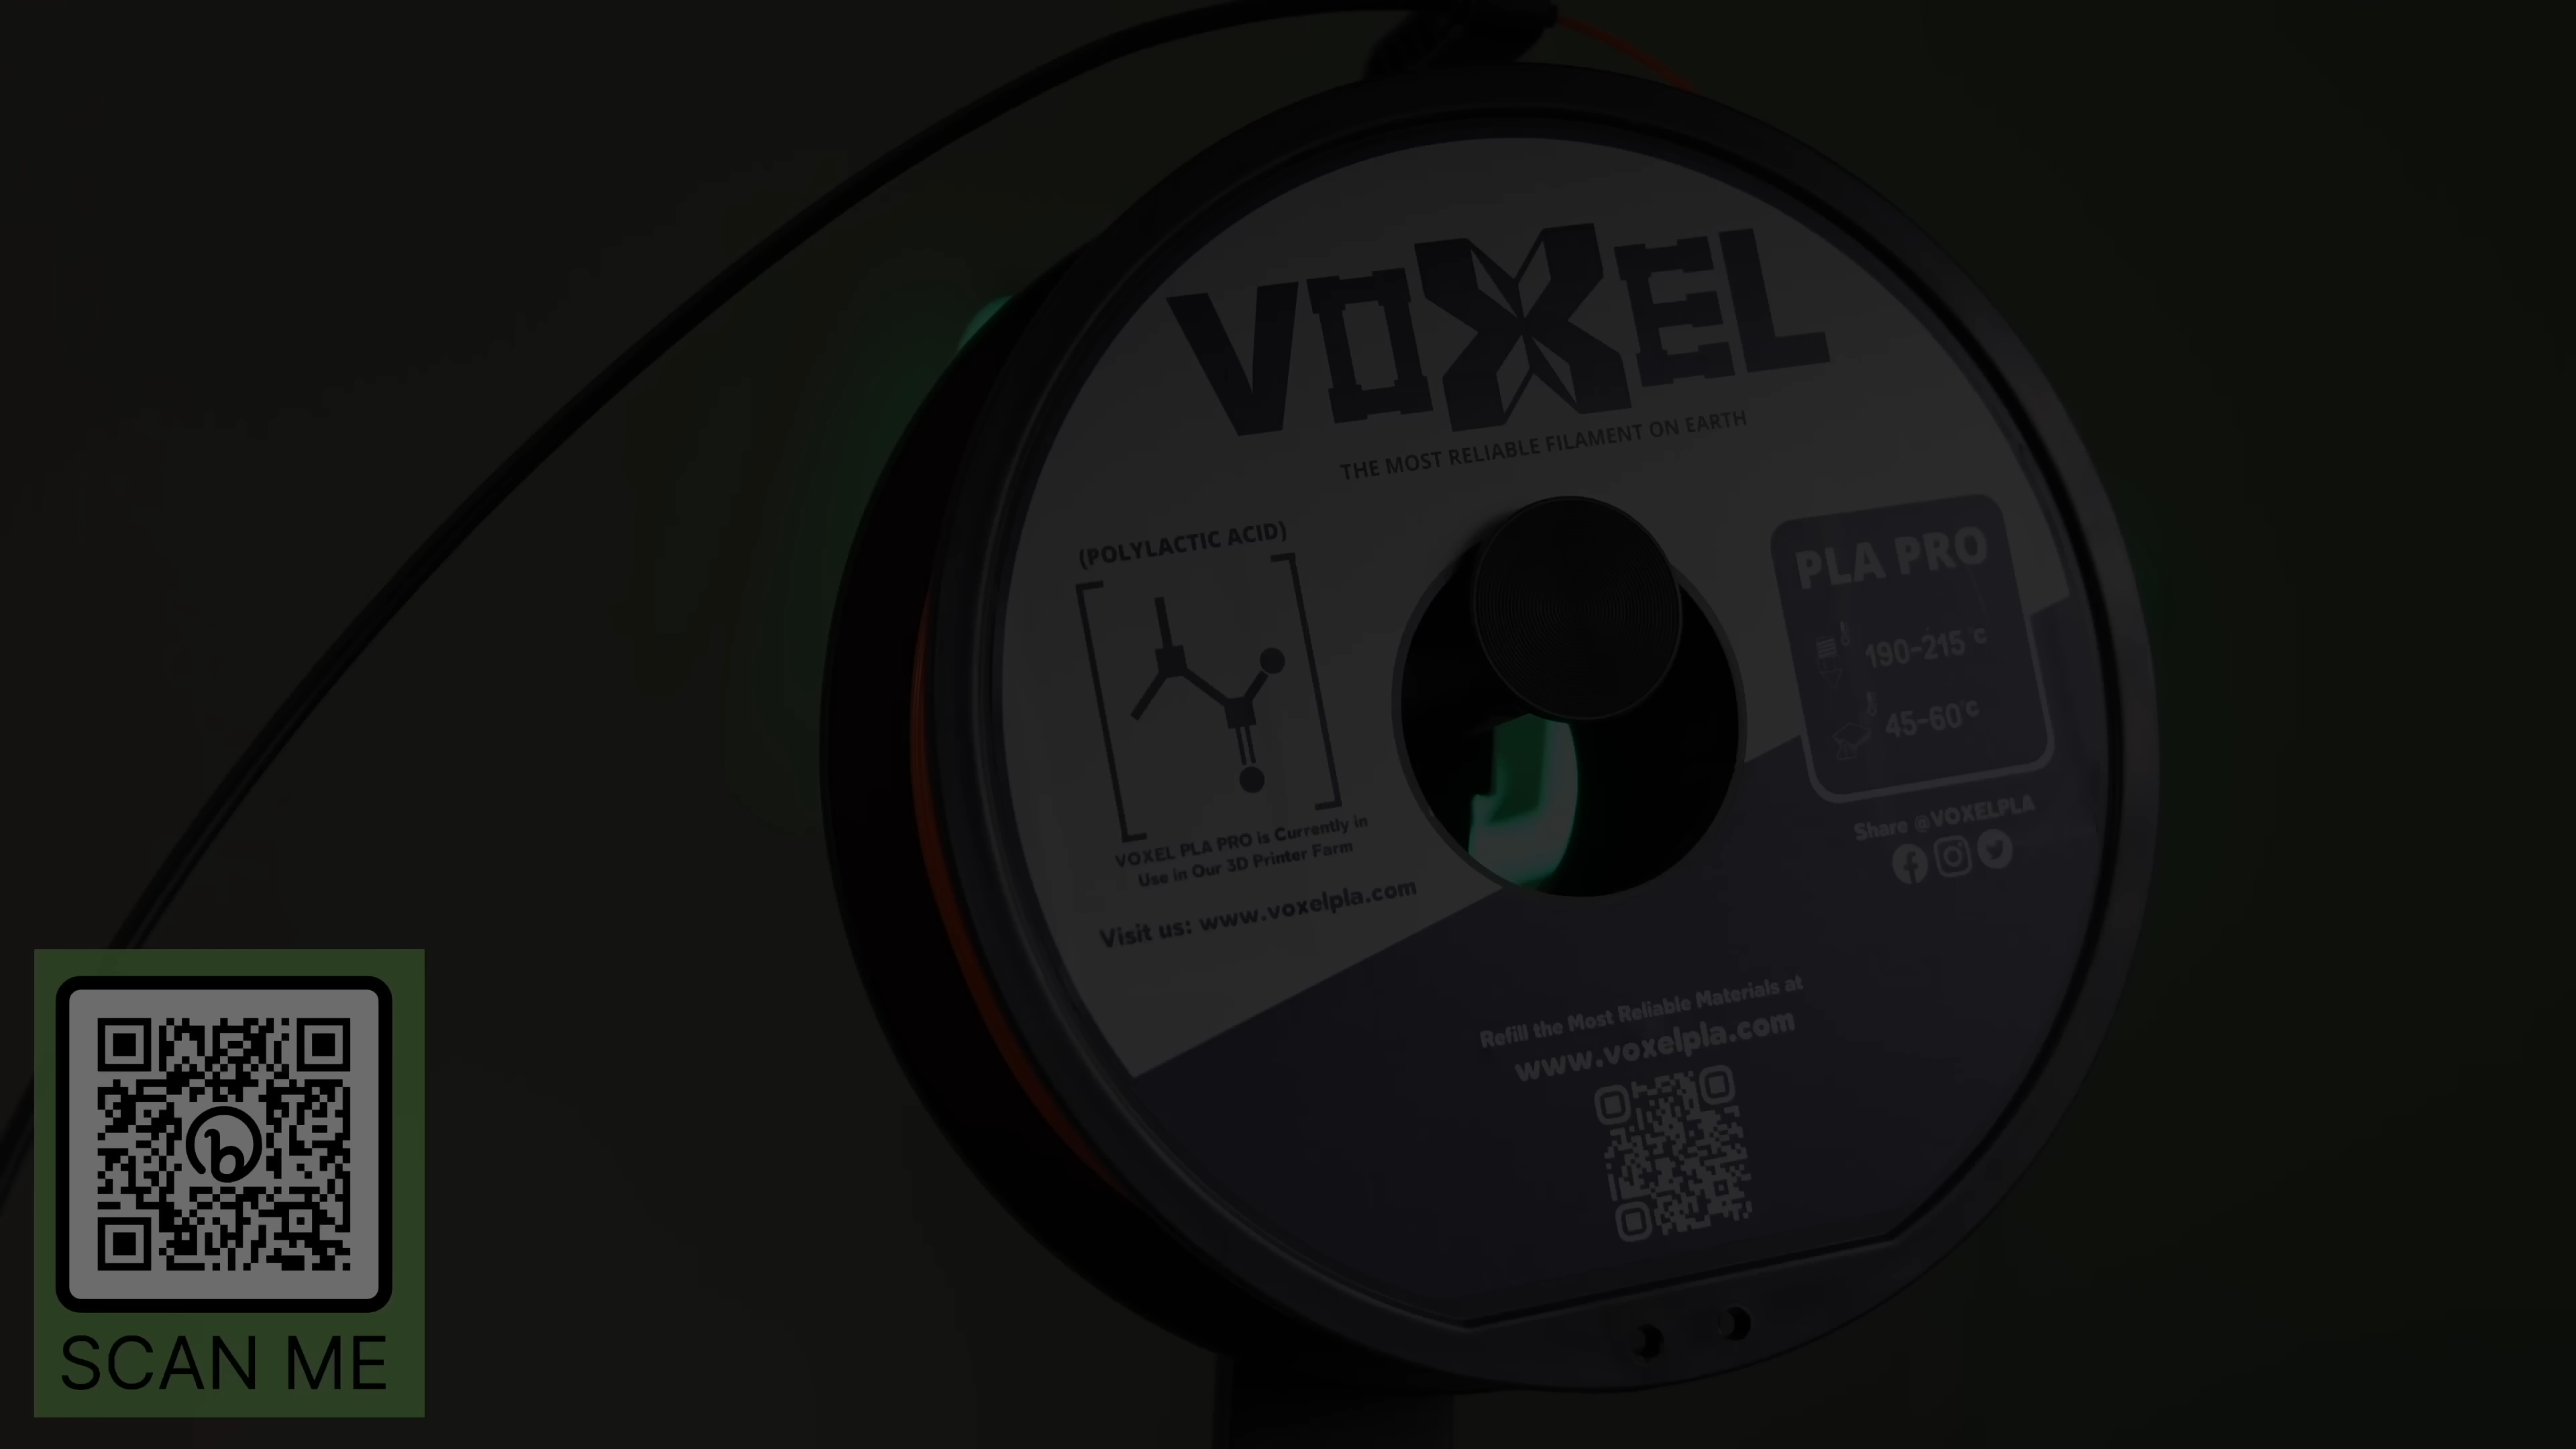 VOXEL
THE MOST RELIABLE FILAMENT ON EARTH
(POLYLACTIC ACID)
PLA PRO
190-215°C
45-60°C
VOXEL PLA PRO is Currently in
Use in Our 3D Printer Farm
Visit us: www.voxelpla.com
Share @VOXELPLA
Refill the Most Reliable Materials at
www.voxelpla.com
b
SCAN ME